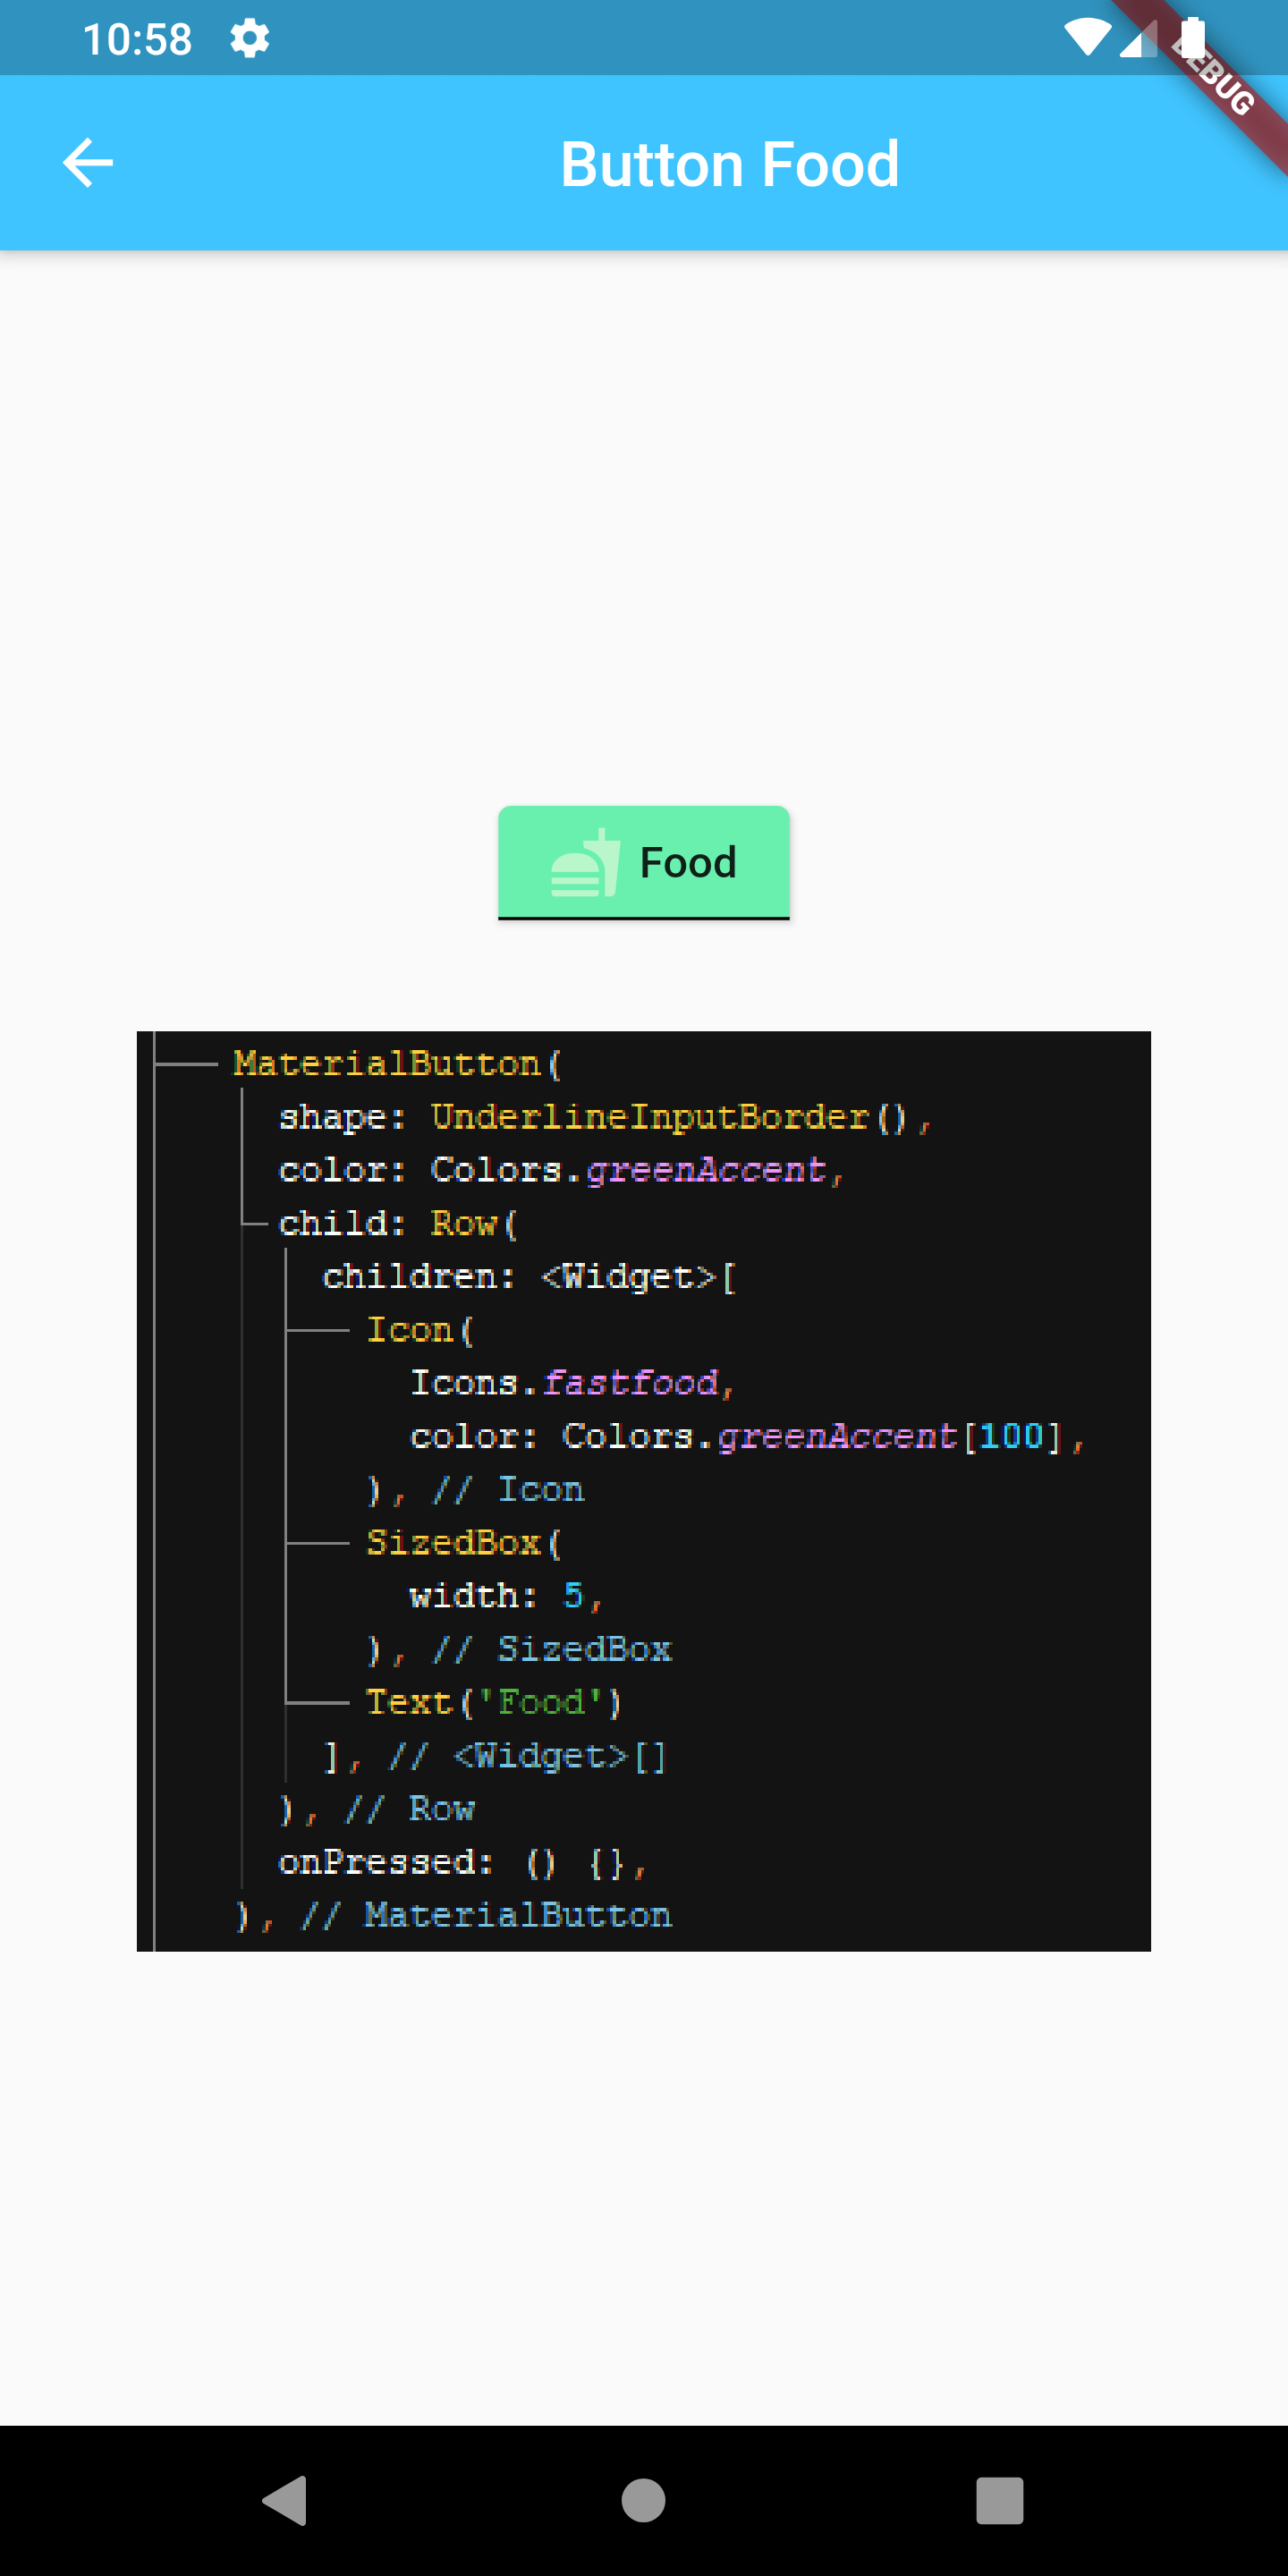 10:58
DEBUG
Button Food
Food
MaterialButton(
shape: UnderlineInputBorder(),
color: Colors.greenAccent,
child: Row(
children: <Widget>[
Icon(
Icons.fastfood,
color: Colors.greenAccent[100],
), // Icon
SizedBox(
width: 5,
), // SizedBox
Text('Food')
], // <Widget>[]
), // Row
onPressed: () {},
), // MaterialButton